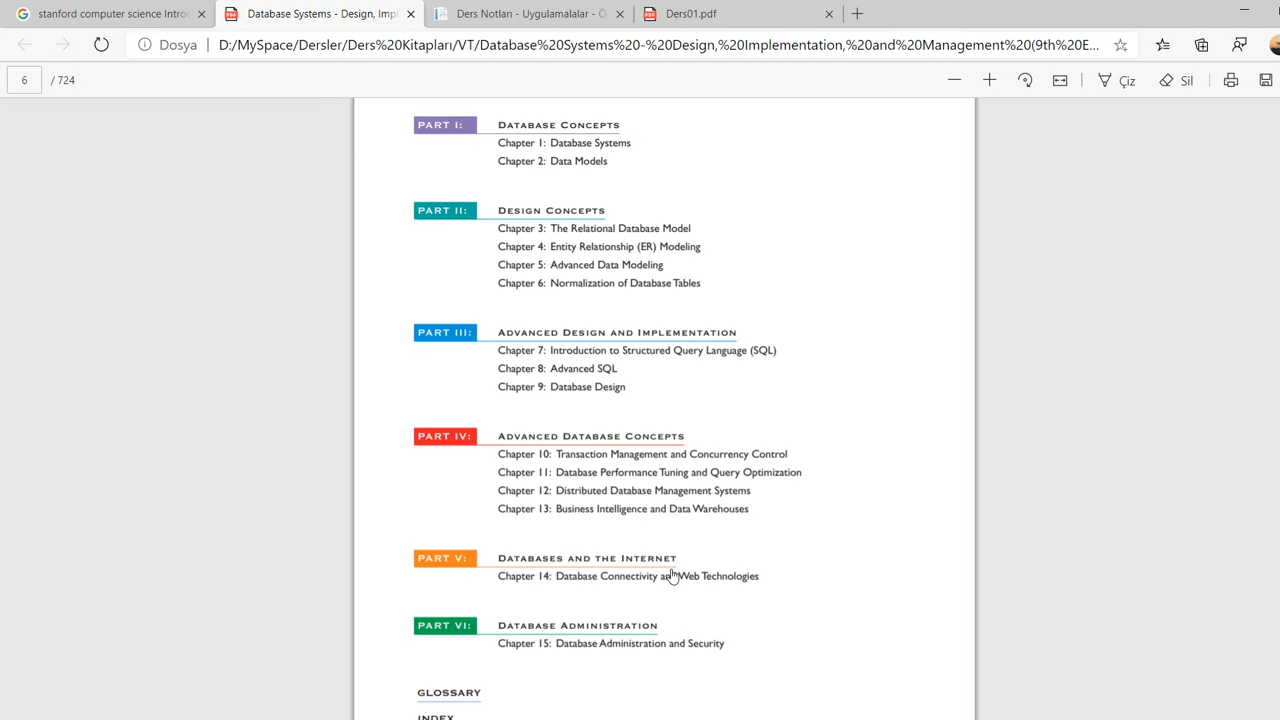 stanford computer science Intro
Database Systems - Design, Imp
Ders Notları - Uygulamalalar - Ö
Ders01.pdf
Dosya
D:/MySpace/Dersler/Ders%20Kitapları/VT/Database%20Systems%20-%20Design,%20Implementation,%20and%20Management%20(9th%20E...
6 / 724
Çiz
Sil
PART I: DATABASE CONCEPTS
Chapter 1: Database Systems
Chapter 2: Data Models
PART II: DESIGN CONCEPTS
Chapter 3: The Relational Database Model
Chapter 4: Entity Relationship (ER) Modeling
Chapter 5: Advanced Data Modeling
Chapter 6: Normalization of Database Tables
PART III: ADVANCED DESIGN AND IMPLEMENTATION
Chapter 7: Introduction to Structured Query Language (SQL)
Chapter 8: Advanced SQL
Chapter 9: Database Design
PART IV: ADVANCED DATABASE CONCEPTS
Chapter 10: Transaction Management and Concurrency Control
Chapter 11: Database Performance Tuning and Query Optimization
Chapter 12: Distributed Database Management Systems
Chapter 13: Business Intelligence and Data Warehouses
PART V: DATABASES AND THE INTERNET
Chapter 14: Database Connectivity and Web Technologies
PART VI: DATABASE ADMINISTRATION
Chapter 15: Database Administration and Security
GLOSSARY
INDEX